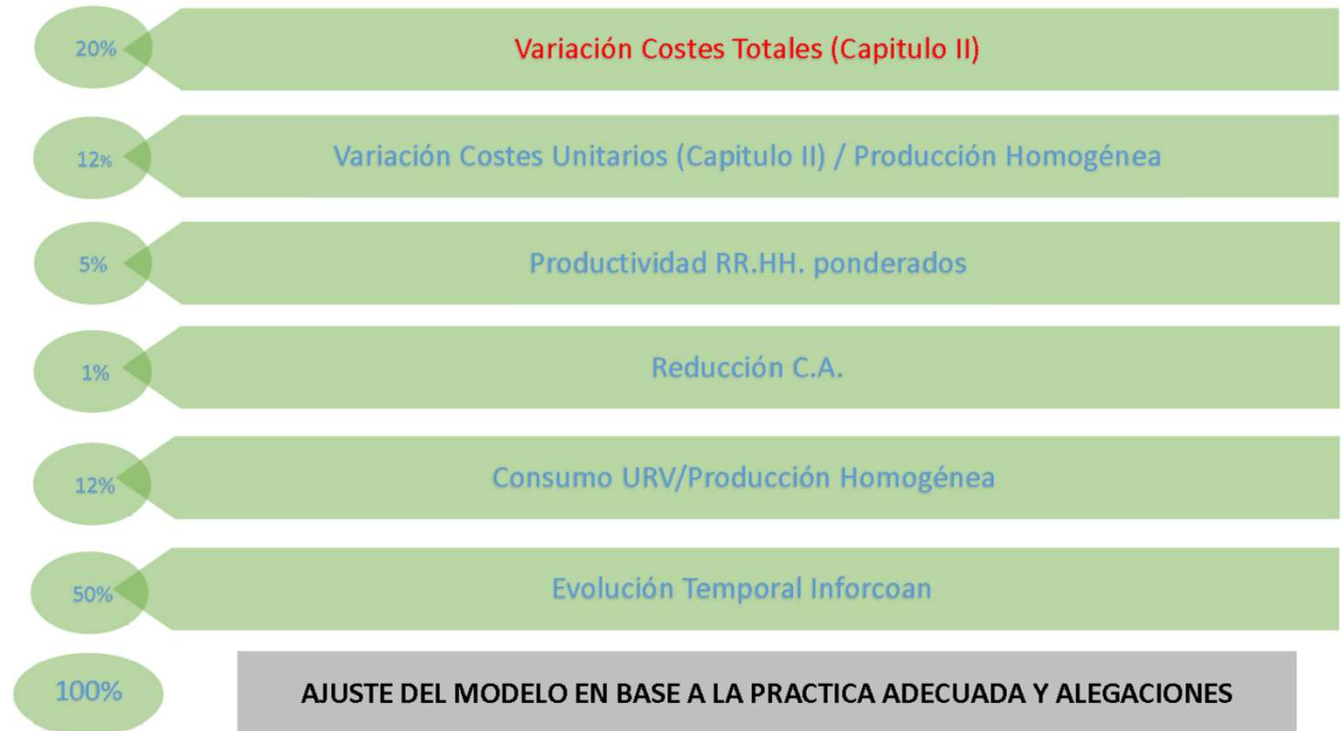 20% Variación Costes Totales (Capitulo II)
12% Variación Costes Unitarios (Capitulo II) / Producción Homogénea
5% Productividad RR.HH. ponderados
1% Reducción C.A.
12% Consumo URV/Producción Homogénea
50% Evolución Temporal Inforcoan
100% AJUSTE DEL MODELO EN BASE A LA PRACTICA ADECUADA Y ALEGACIONES